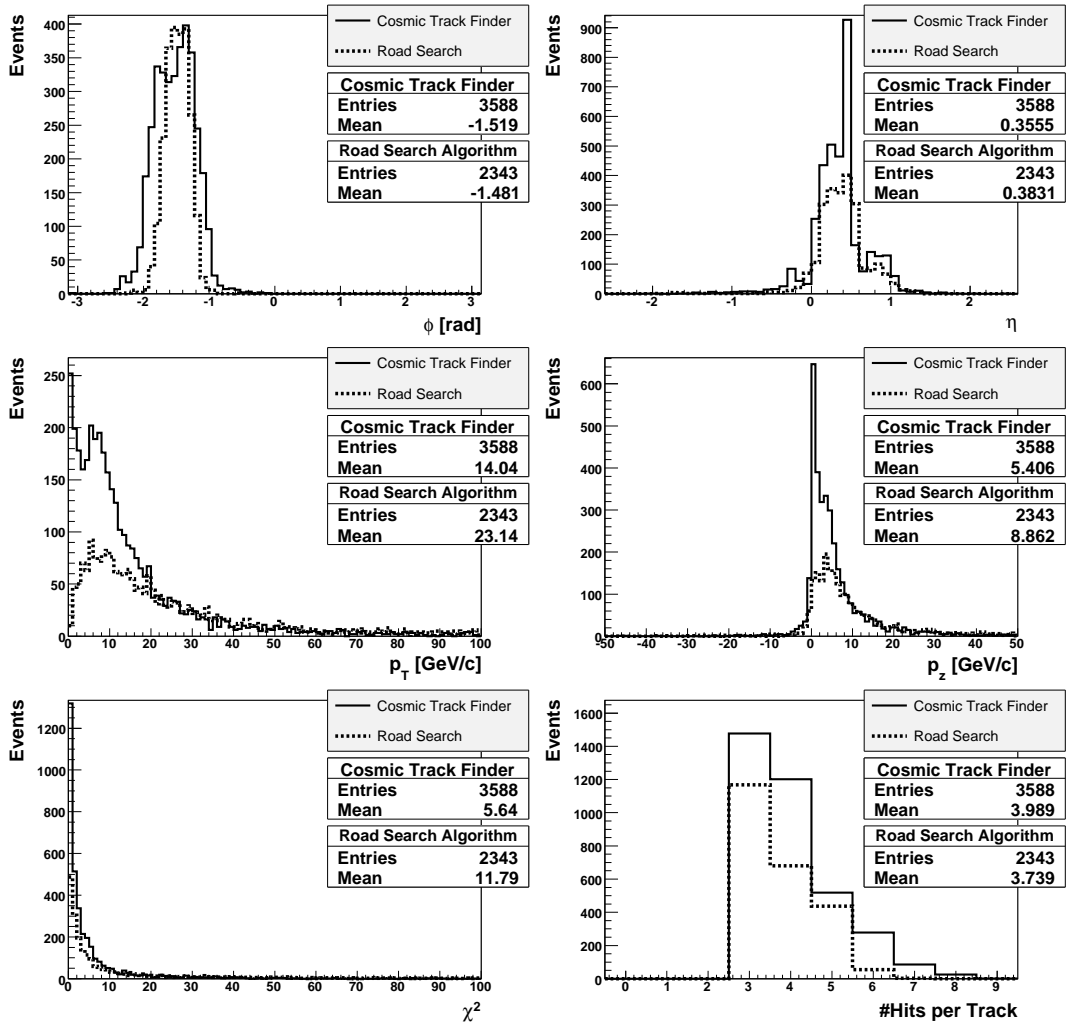 Events
400
350
300
250
200
150
100
50
0
-3 -2 -1 0 1 2 3
ϕ [rad]
Cosmic Track Finder
Road Search
Cosmic Track Finder
Entries 3588
Mean -1.519
Road Search Algorithm
Entries 2343
Mean -1.481
Events
900
800
700
600
500
400
300
200
100
0
-2 -1 0 1 2
η
Cosmic Track Finder
Road Search
Cosmic Track Finder
Entries 3588
Mean 0.3555
Road Search Algorithm
Entries 2343
Mean 0.3831
Events
250
200
150
100
50
0
0 10 20 30 40 50 60 70 80 90 100
p_T [GeV/c]
Cosmic Track Finder
Road Search
Cosmic Track Finder
Entries 3588
Mean 14.04
Road Search Algorithm
Entries 2343
Mean 23.14
Events
600
500
400
300
200
100
0
-50 -40 -30 -20 -10 0 10 20 30 40 50
p_z [GeV/c]
Cosmic Track Finder
Road Search
Cosmic Track Finder
Entries 3588
Mean 5.406
Road Search Algorithm
Entries 2343
Mean 8.862
Events
1200
1000
800
600
400
200
0
0 10 20 30 40 50 60 70 80 90 100
χ²
Cosmic Track Finder
Road Search
Cosmic Track Finder
Entries 3588
Mean 5.64
Road Search Algorithm
Entries 2343
Mean 11.79
Events
1600
1400
1200
1000
800
600
400
200
0
0 1 2 3 4 5 6 7 8 9
#Hits per Track
Cosmic Track Finder
Road Search
Cosmic Track Finder
Entries 3588
Mean 3.989
Road Search Algorithm
Entries 2343
Mean 3.739